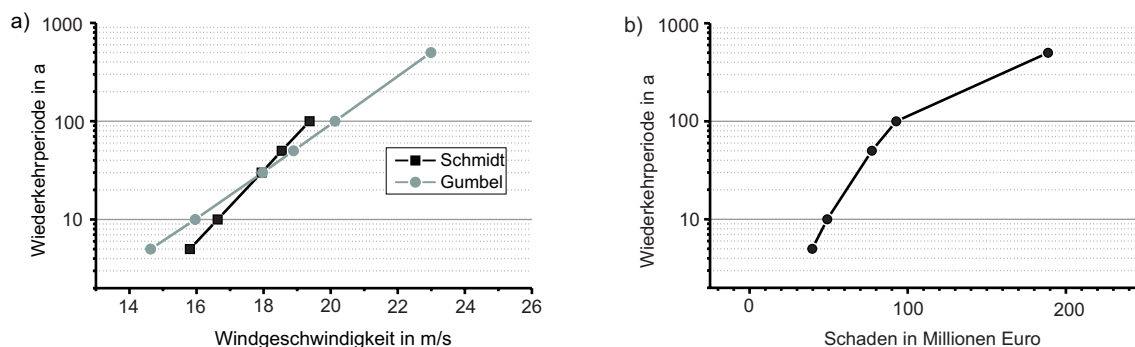 a)
Wiederkehrperiode in a
1000
100
10
Schmidt
Gumbel
14 16 18 20 22 24 26
Windgeschwindigkeit in m/s
b)
Wiederkehrperiode in a
1000
100
10
0 100 200
Schaden in Millionen Euro